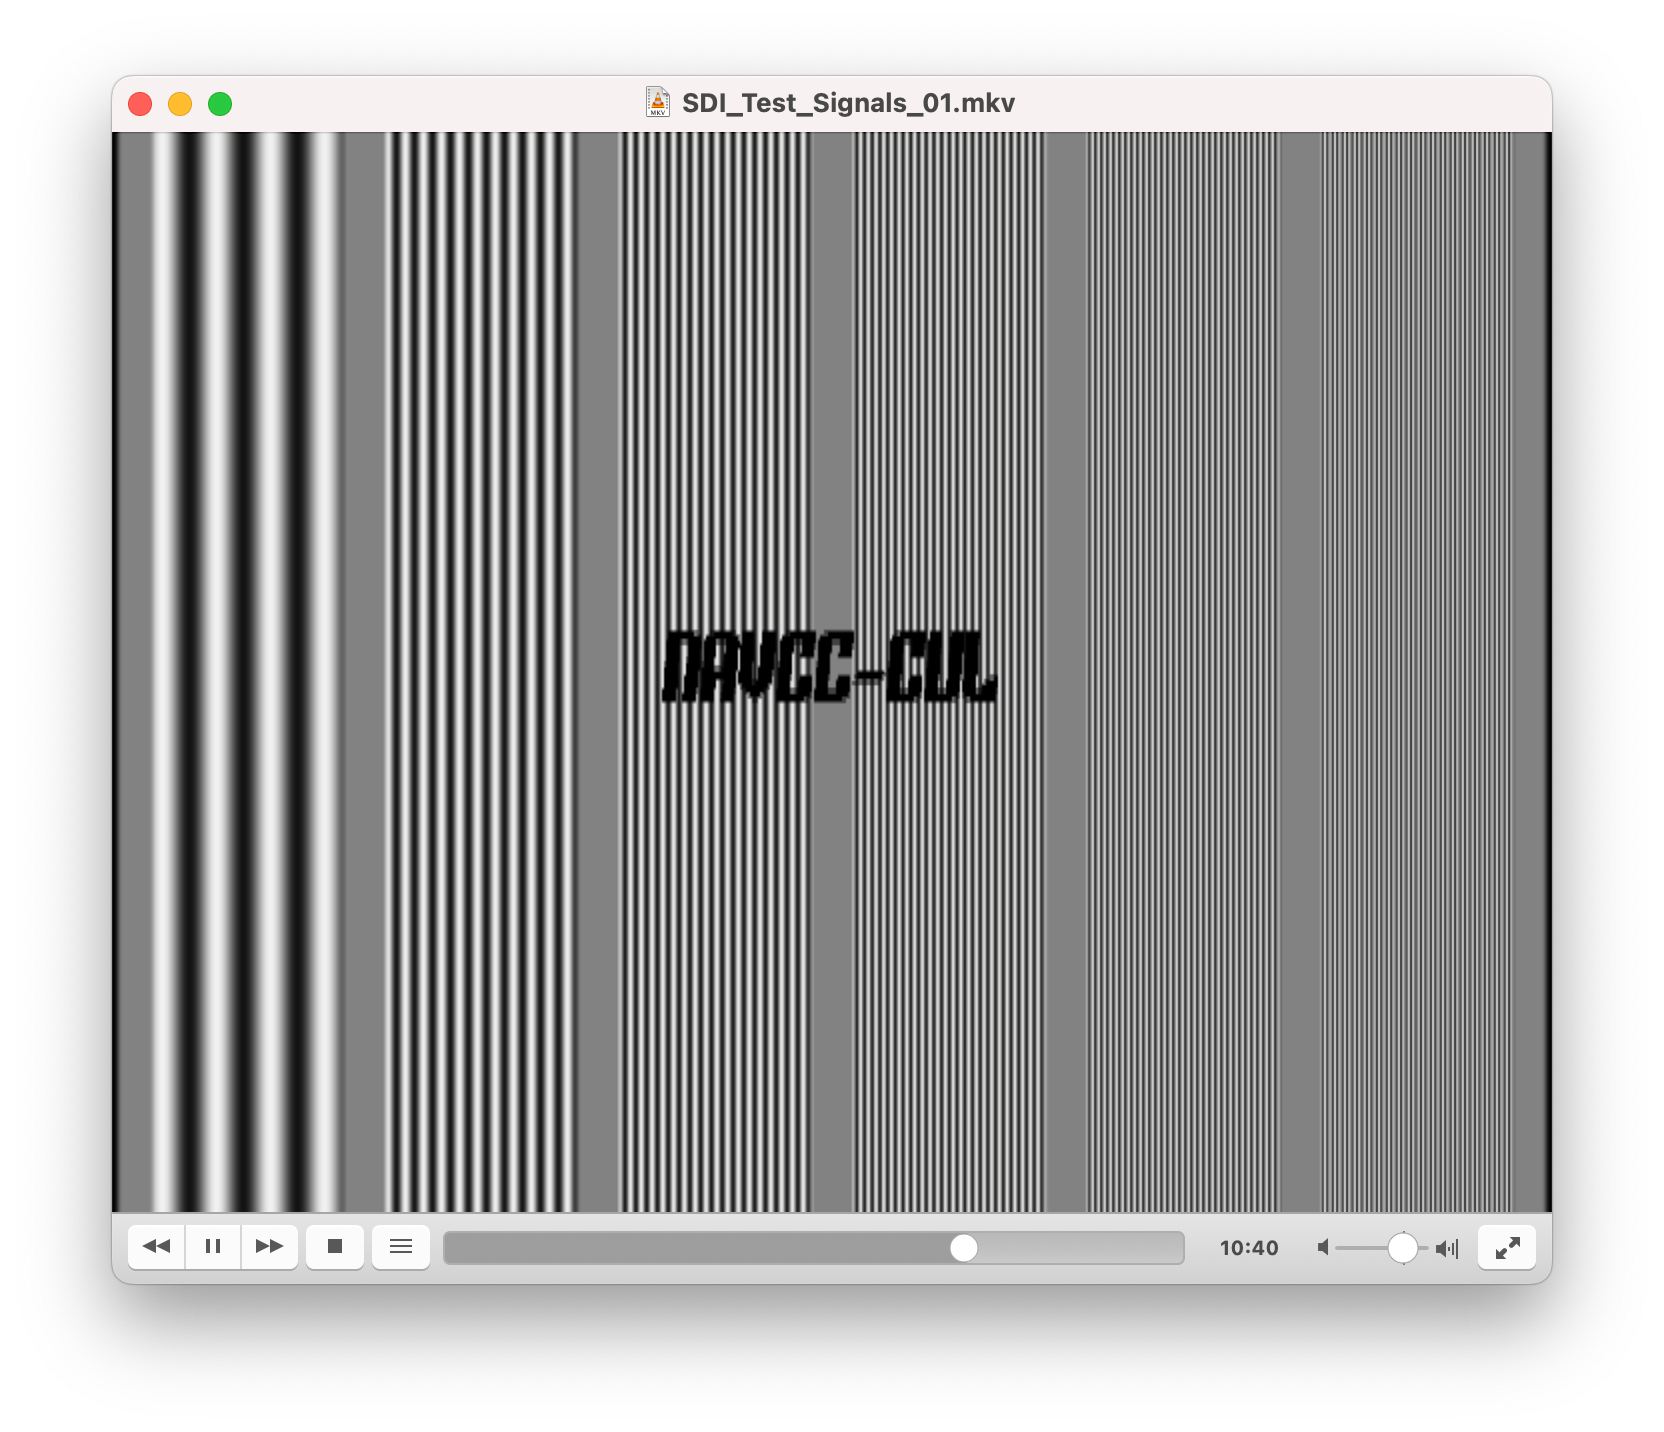 SDI_Test_Signals_01.mkv
NAVCC-CUL
10:40